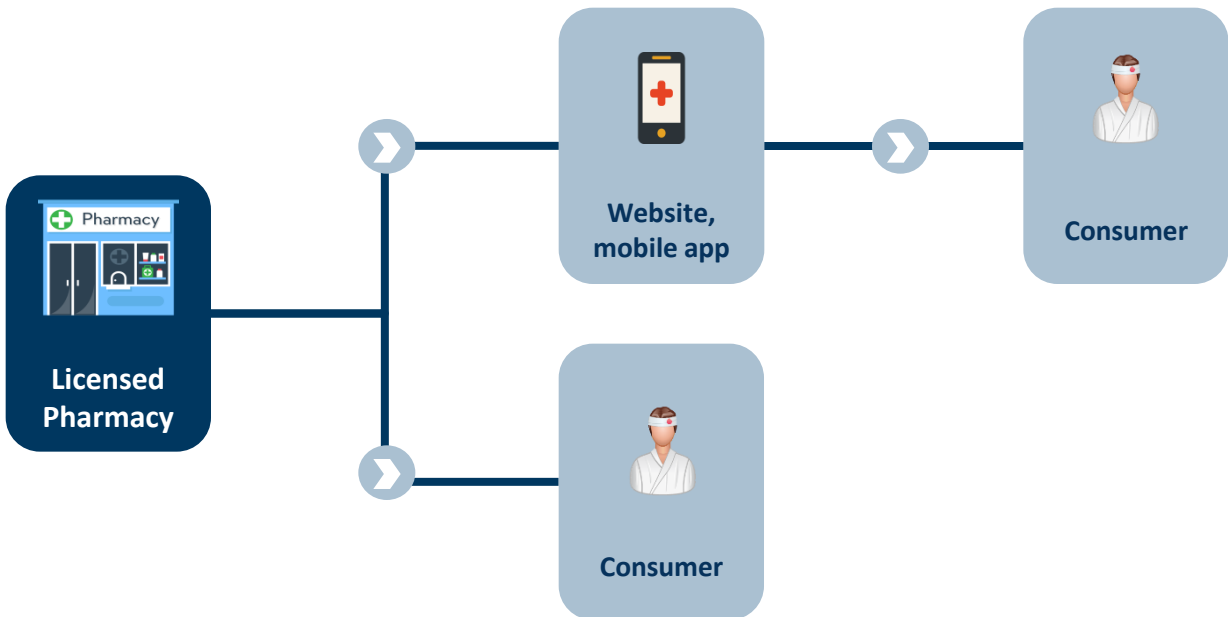 Pharmacy
Licensed
Pharmacy
Website,
mobile app
Consumer
Consumer